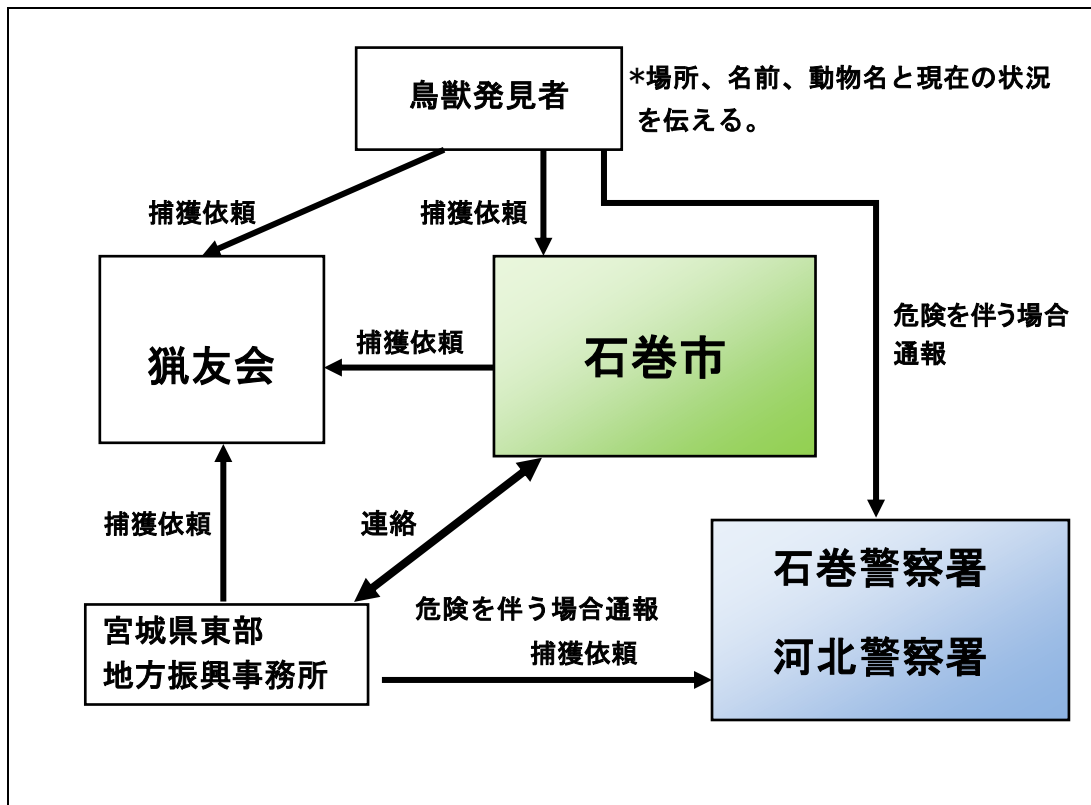 鳥獣発見者
*場所、名前、動物名と現在の状況
を伝える。
捕獲依頼
捕獲依頼
危険を伴う場合
通報
猟友会
捕獲依頼
石巻市
捕獲依頼
連絡
宮城県東部
地方振興事務所
危険を伴う場合通報
捕獲依頼
石巻警察署
河北警察署